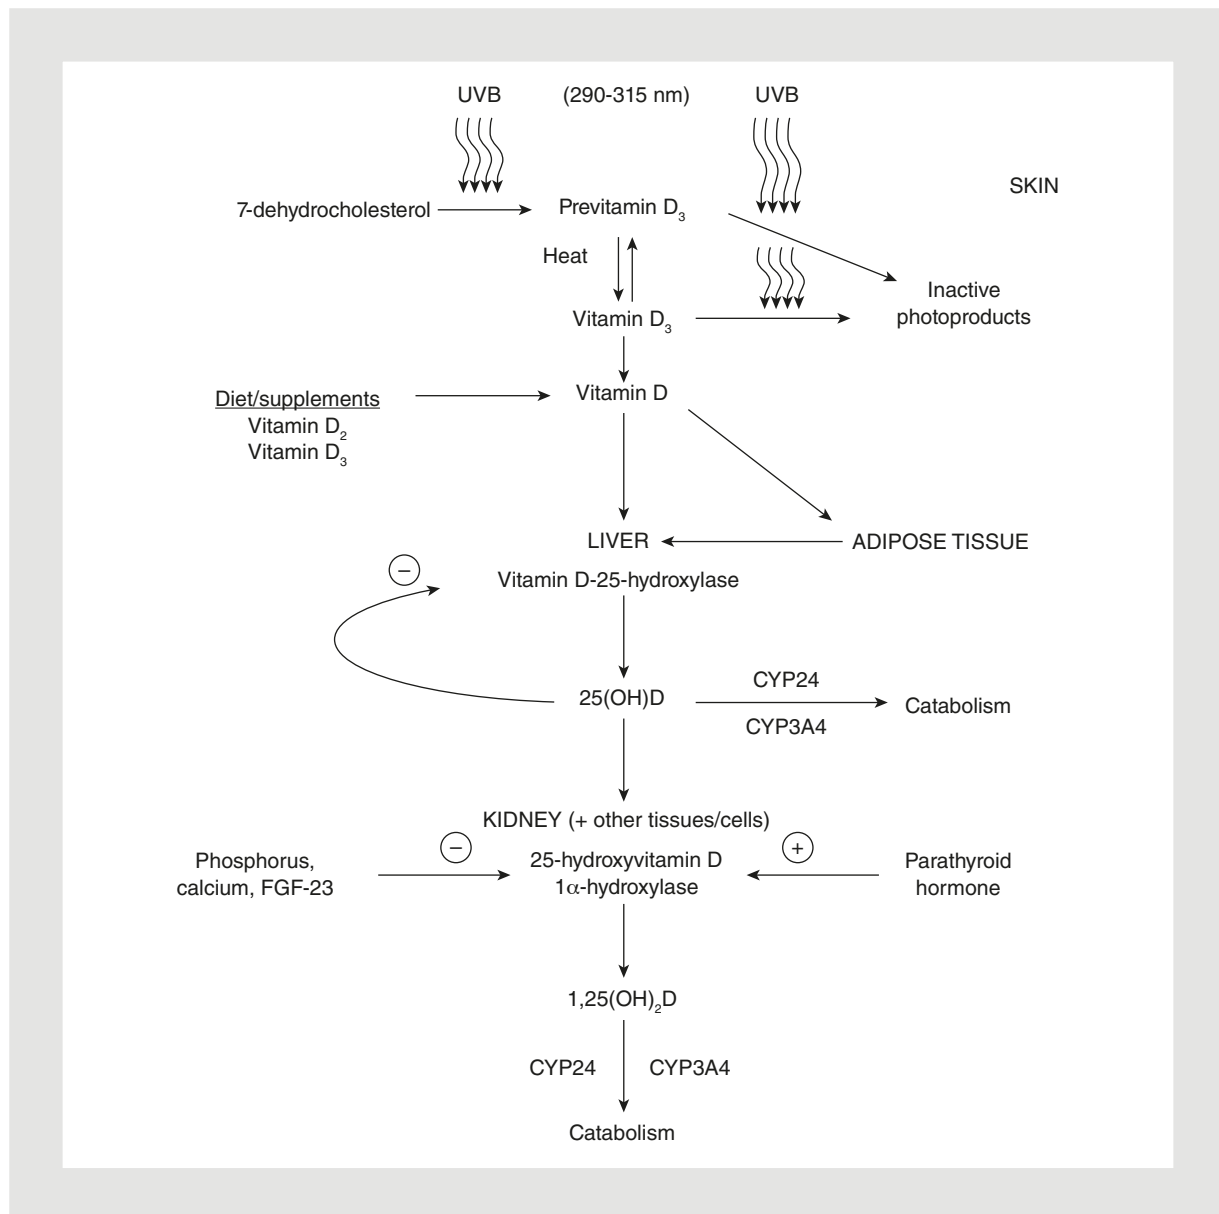 UVB (290-315 nm) UVB
SKIN
7-dehydrocholesterol Previtamin D3
Heat
Inactive
photoproducts
Vitamin D3
Vitamin D
Diet/supplements
Vitamin D2
Vitamin D3
LIVER ADIPOSE TISSUE
−
Vitamin D-25-hydroxylase
CYP24
25(OH)D Catabolism
CYP3A4
KIDNEY (+ other tissues/cells)
− +
Phosphorus, 25-hydroxyvitamin D Parathyroid
calcium, FGF-23 1α-hydroxylase hormone
1,25(OH)2D
CYP24 CYP3A4
Catabolism